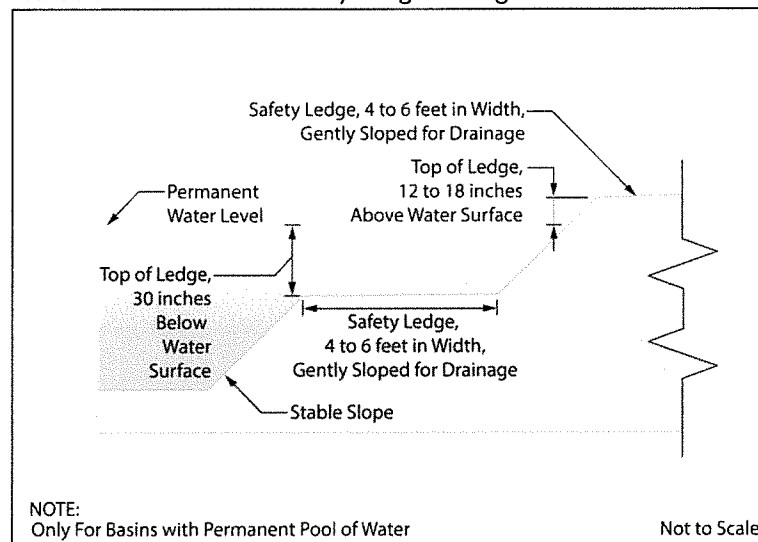 Safety Ledge, 4 to 6 feet in Width,
Gently Sloped for Drainage
Top of Ledge,
12 to 18 inches
Above Water Surface
Permanent
Water Level
Top of Ledge,
30 inches
Below
Water
Surface
Safety Ledge,
4 to 6 feet in Width,
Gently Sloped for Drainage
Stable Slope
NOTE:
Only For Basins with Permanent Pool of Water
Not to Scale